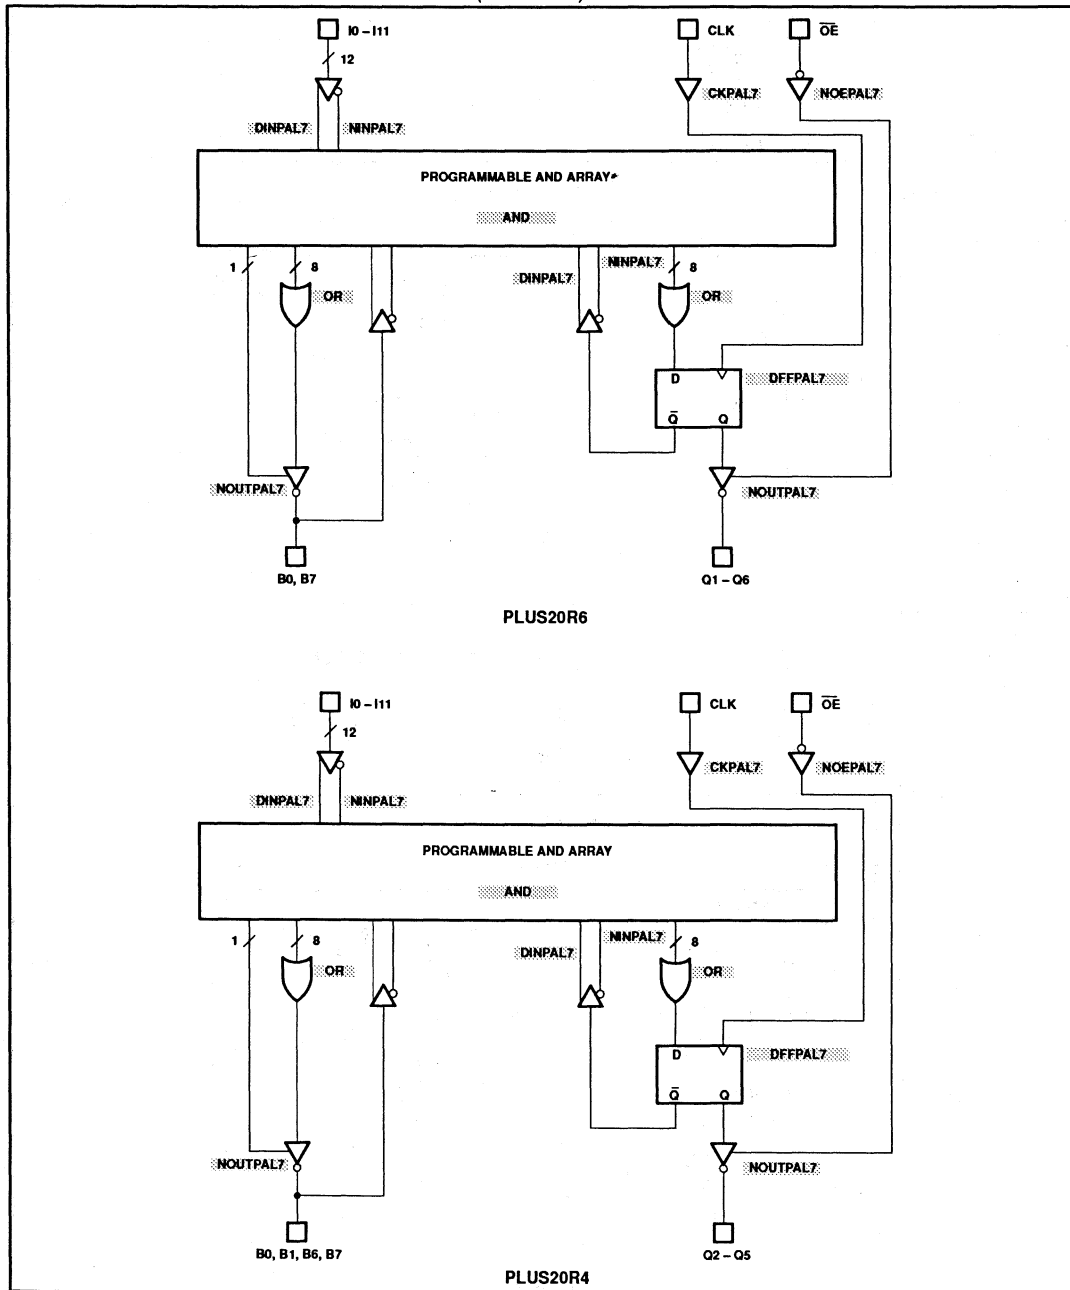 I0 – I11 CLK O̅E̅
12
CKPAL7 NOEPAL7
DINPAL7 NINPAL7
PROGRAMMABLE AND ARRAY
AND
1 8 NINPAL7 8
DINPAL7
OR OR
D DFFPAL7
Q̅ Q
NOUTPAL7 NOUTPAL7
B0, B7 Q1 – Q6
PLUS20R6
I0 – I11 CLK O̅E̅
12
CKPAL7 NOEPAL7
DINPAL7 NINPAL7
PROGRAMMABLE AND ARRAY
AND
1 8 NINPAL7 8
DINPAL7
OR OR
D DFFPAL7
Q̅ Q
NOUTPAL7 NOUTPAL7
B0, B1, B6, B7 Q2 – Q5
PLUS20R4